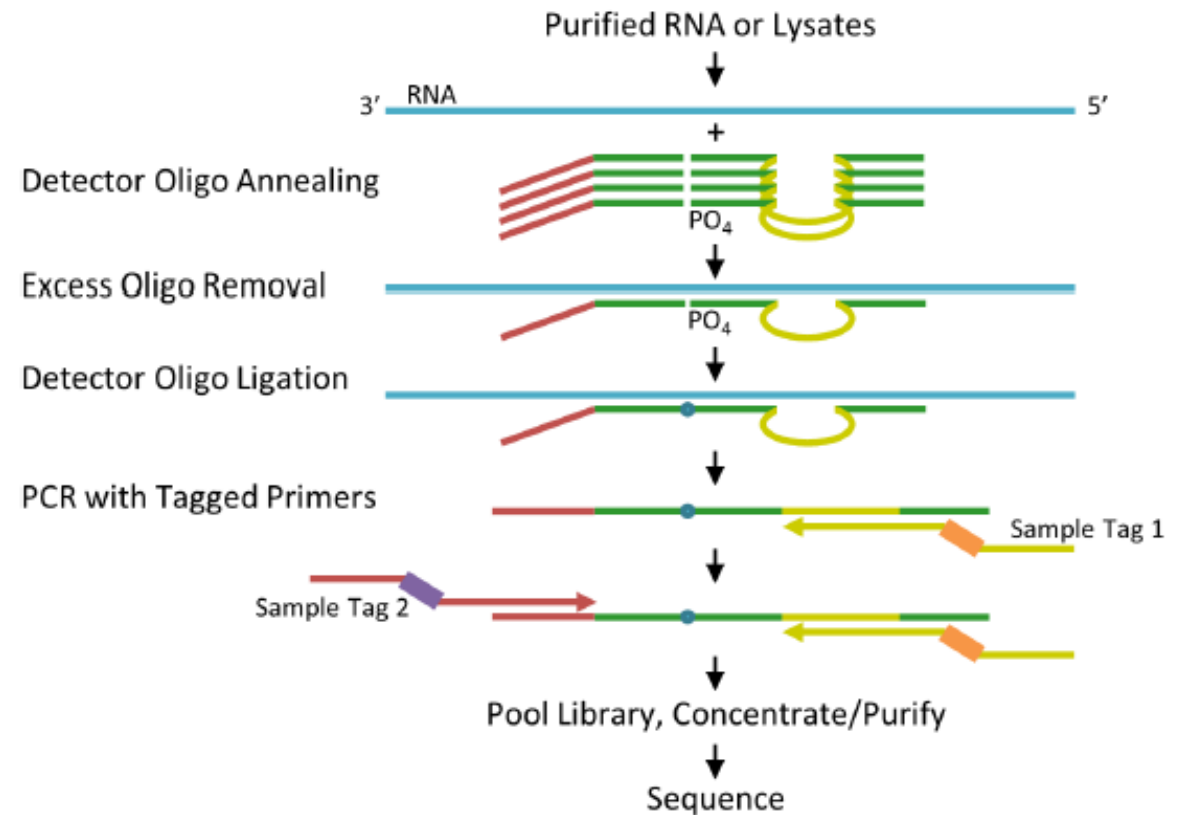 Purified RNA or Lysates
3’ RNA 5’
+
Detector Oligo Annealing
PO4
Excess Oligo Removal
PO4
Detector Oligo Ligation
PCR with Tagged Primers
Sample Tag 1
Sample Tag 2
Pool Library, Concentrate/Purify
Sequence